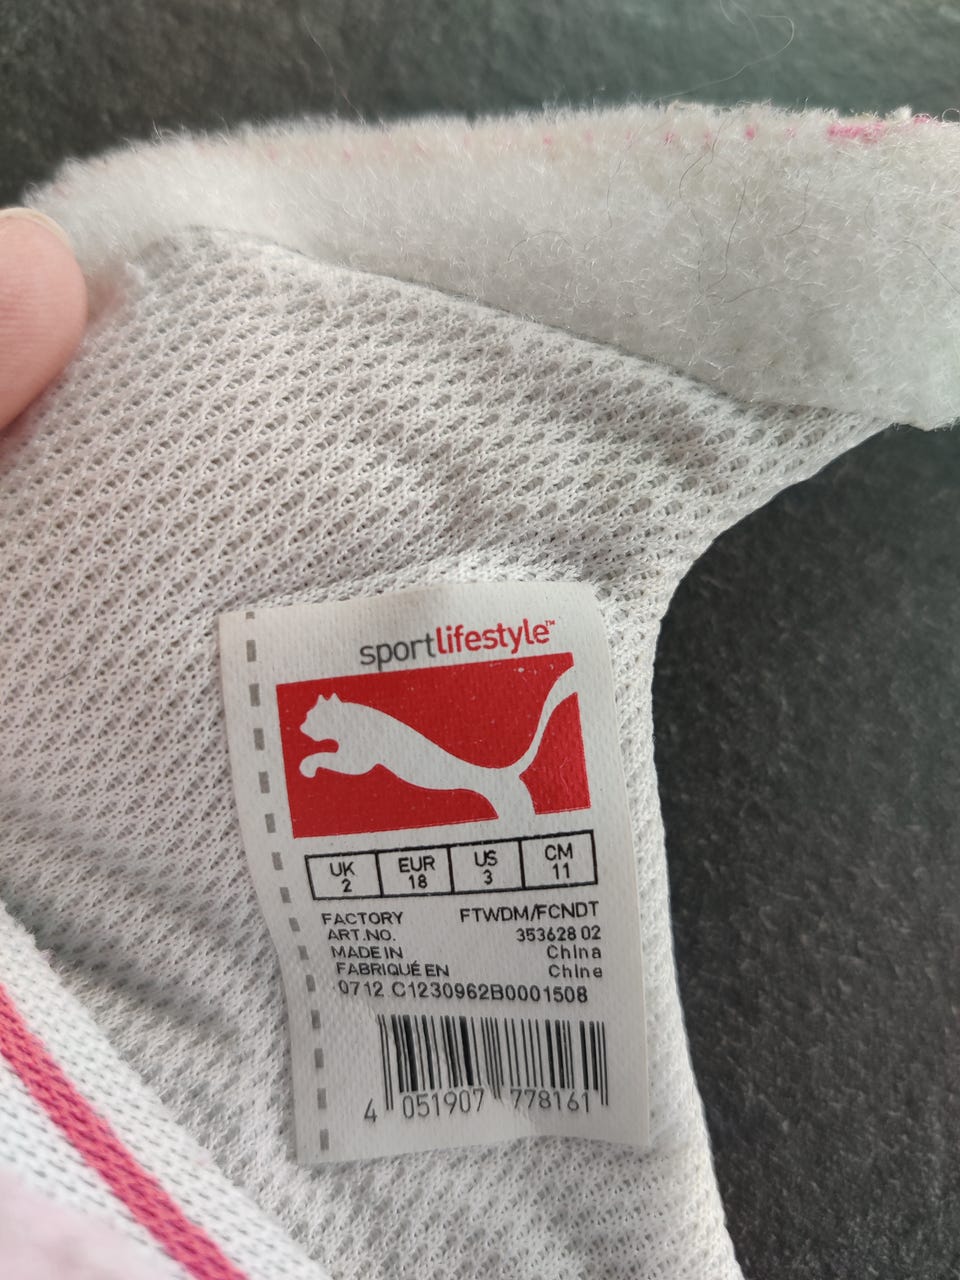 sportlifestyle™
UK EUR US CM
2 18 3 11
FACTORY FTWDM/FCNDT
ART.NO. 353628 02
MADE IN China
FABRIQUÉ EN Chine
0712 C1230962B0001508
4 051907 778161